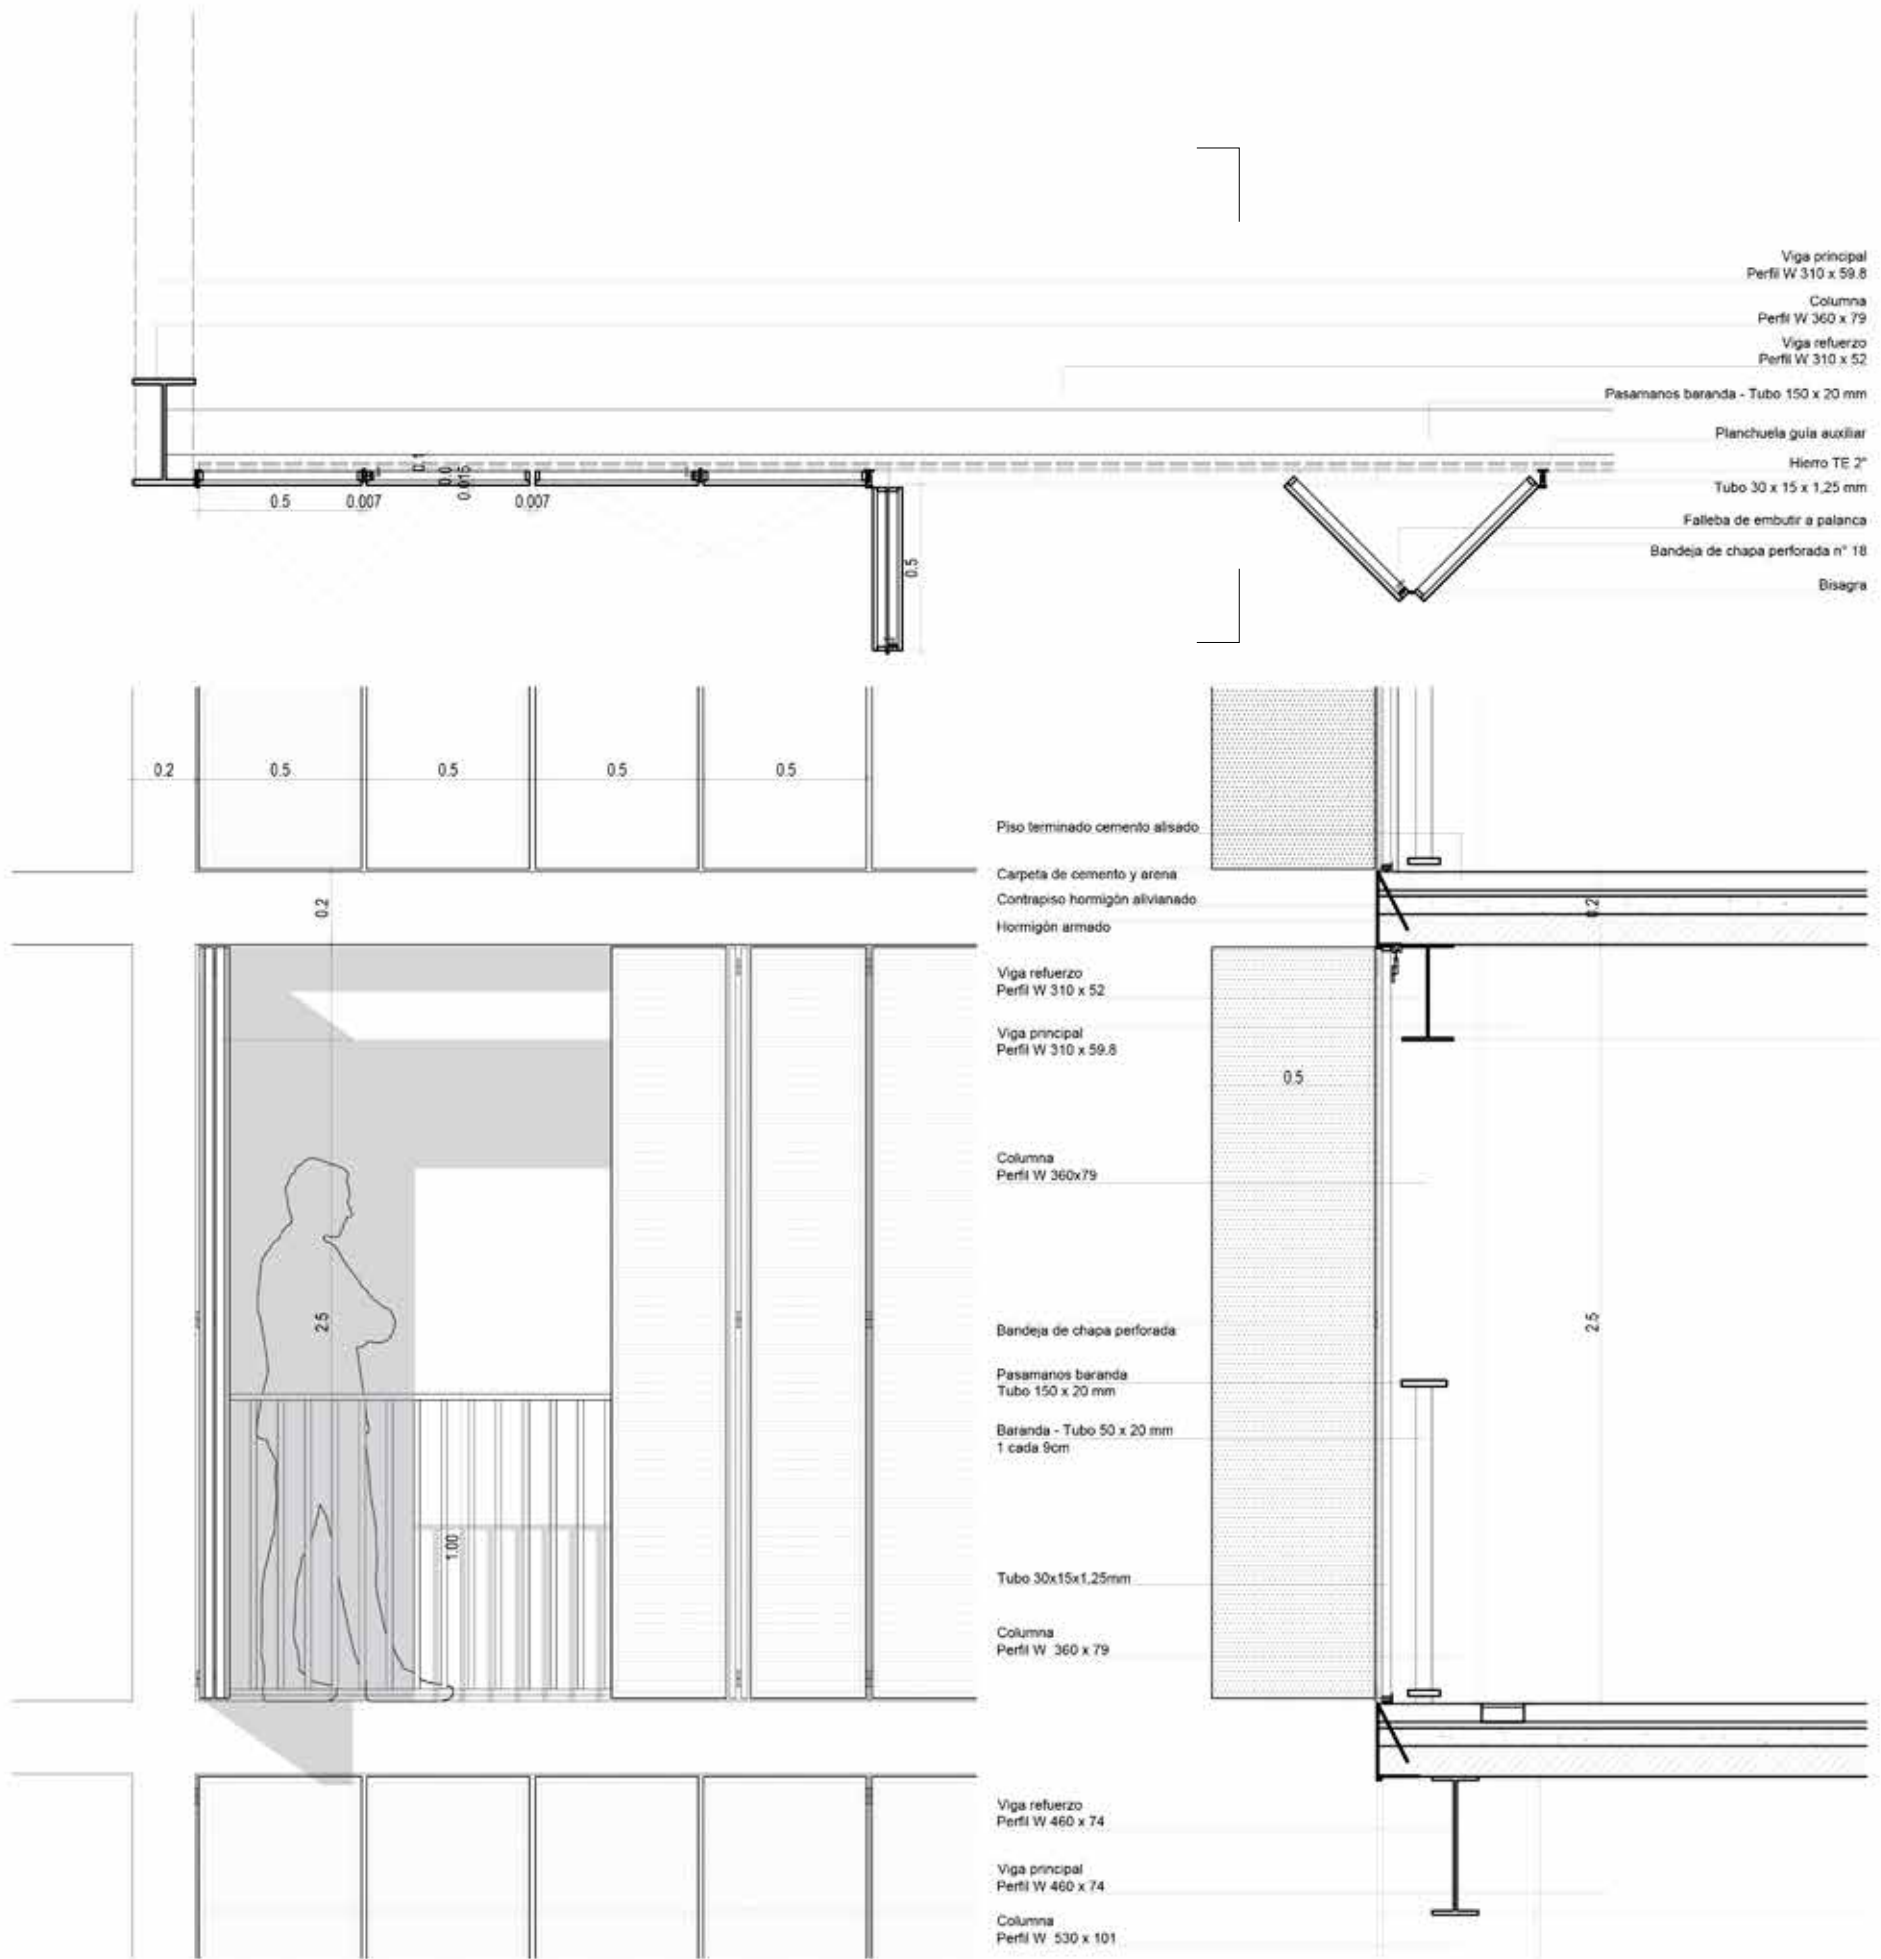 Viga principal
Perfil W 310 x 59.8
Columna
Perfil W 360 x 79
Viga refuerzo
Perfil W 310 x 52
Pasamanos baranda - Tubo 150 x 20 mm
Planchuela guía auxiliar
Hierro TE 2"
Tubo 30 x 15 x 1,25 mm
Falleba de embutir a palanca
Bandeja de chapa perforada n° 18
Bisagra
0.1
0.0
0.015
0.5
0.007
0.007
0.5
0.2
0.5
0.5
0.5
0.5
0.2
2.5
1.00
Piso terminado cemento alisado
Carpeta de cemento y arena
Contrapiso hormigón alivianado
Hormigón armado
Viga refuerzo
Perfil W 310 x 52
Viga principal
Perfil W 310 x 59.8
Columna
Perfil W 360x79
Bandeja de chapa perforada
Pasamanos baranda
Tubo 150 x 20 mm
Baranda - Tubo 50 x 20 mm
1 cada 9cm
Tubo 30x15x1,25mm
Columna
Perfil W 360 x 79
Viga refuerzo
Perfil W 460 x 74
Viga principal
Perfil W 460 x 74
Columna
Perfil W 530 x 101
0.2
0.5
2.5